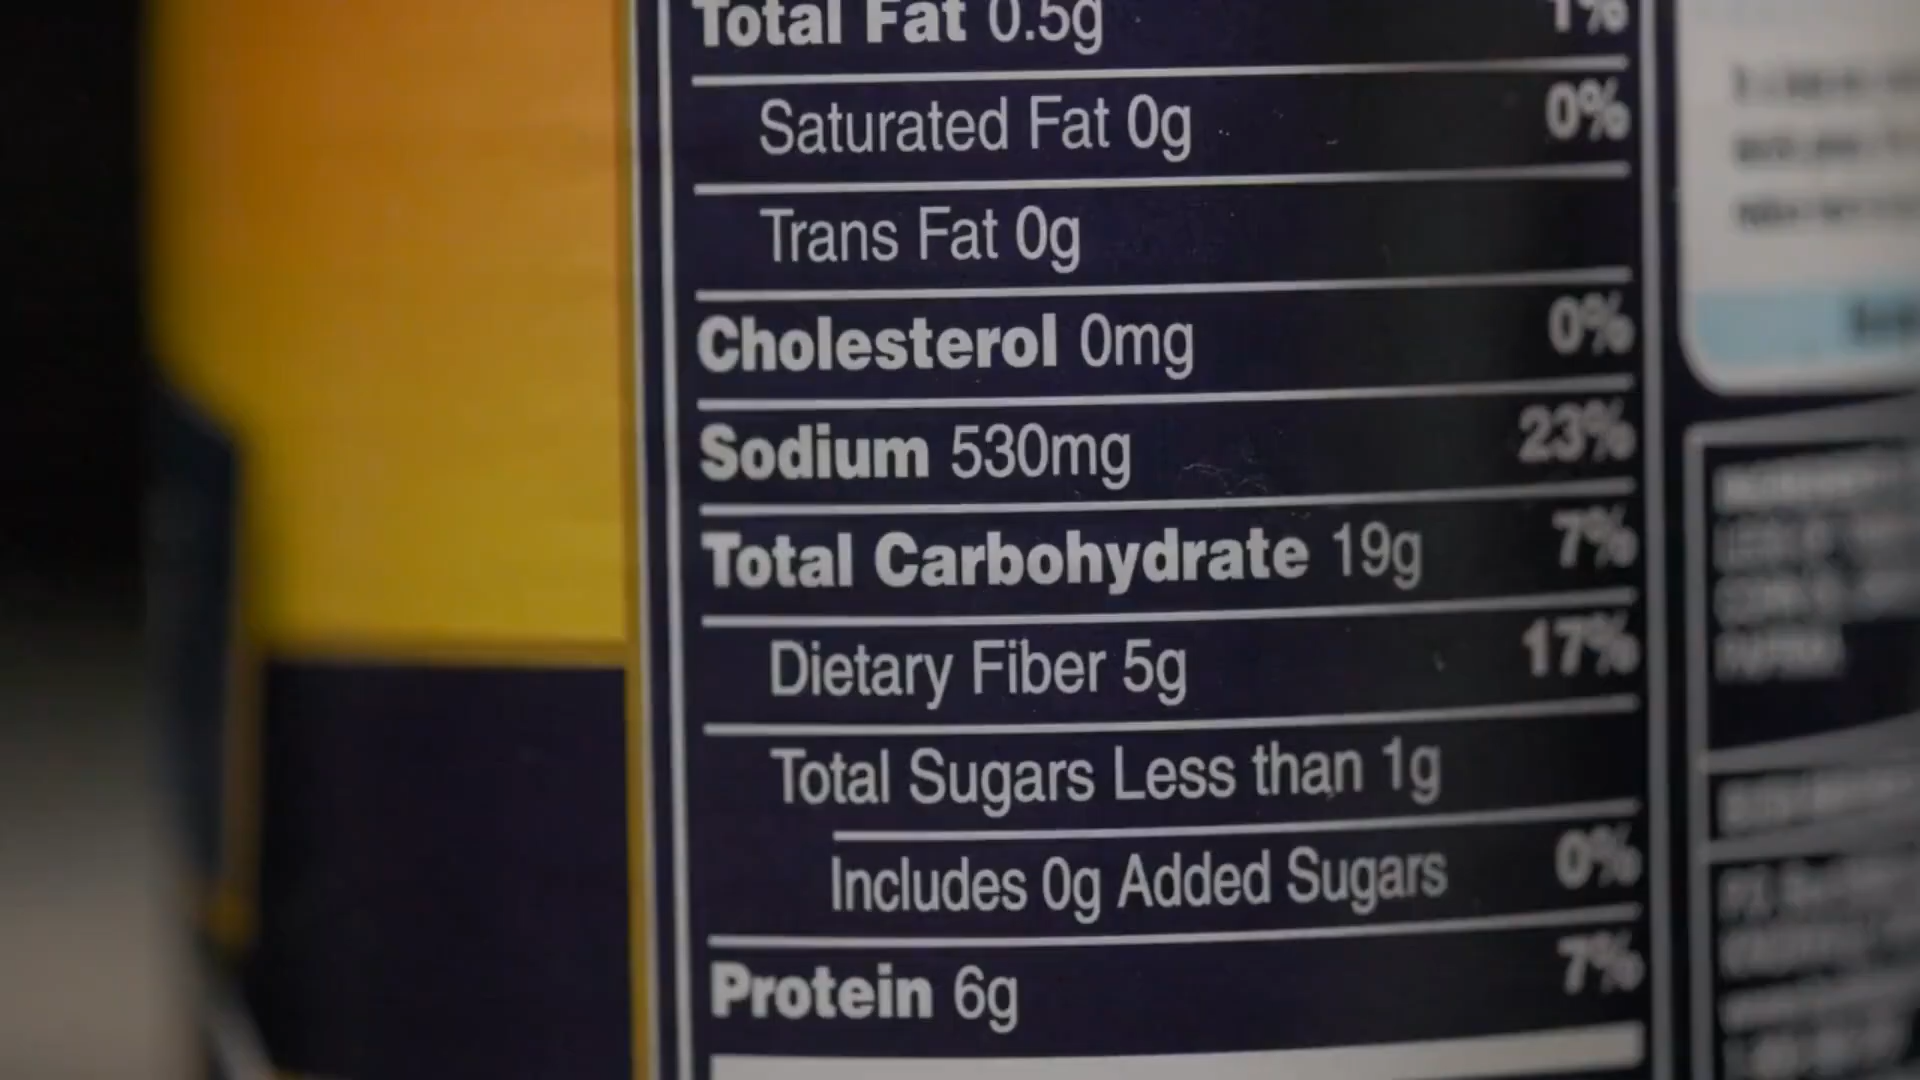 Total Fat 0.5g 1%
Saturated Fat 0g 0%
Trans Fat 0g
Cholesterol 0mg 0%
Sodium 530mg 23%
Total Carbohydrate 19g 7%
Dietary Fiber 5g 17%
Total Sugars Less than 1g
Includes 0g Added Sugars 0%
Protein 6g 7%